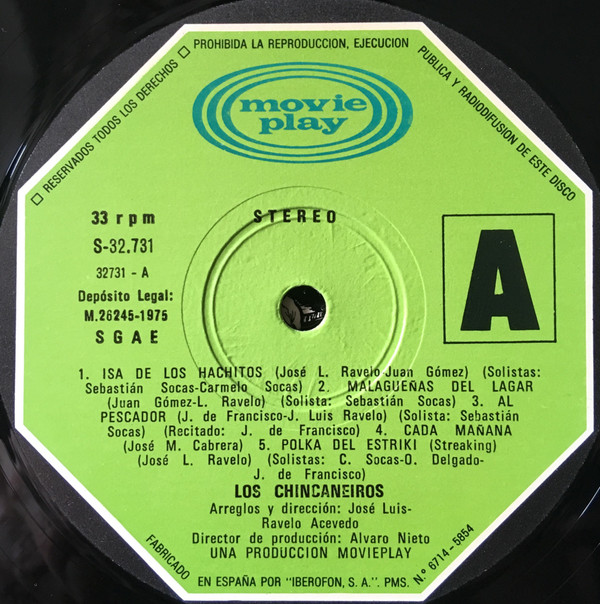 □ RESERVADOS TODOS LOS DERECHOS □ PROHIBIDA LA REPRODUCCION, EJECUCION PUBLICA Y RADIODIFUSION DE ESTE DISCO
movie
play
33 rpm
STEREO
S-32.731
32731 - A
Depósito Legal:
M.26245-1975
SGAE
A
1. ISA DE LOS HACHITOS (José L. Ravelo-Juan Gómez) (Solistas:
Sebastián Socas-Carmelo Socas) 2. MALAGUEÑAS DEL LAGAR
(Juan Gómez-L. Ravelo) (Solista: Sebastián Socas) 3. AL
PESCADOR (J. de Francisco-J. Luis Ravelo) (Solista: Sebastián
Socas) (Recitado: J. de Francisco) 4. CADA MAÑANA
(José M. Cabrera) 5. POLKA DEL ESTRIKI (Streaking)
(José L. Ravelo) (Solistas: C. Socas-O. Delgado-
J. de Francisco)
LOS CHINCANEIROS
Arreglos y dirección: José Luis-
Ravelo Acevedo
Director de producción: Alvaro Nieto
UNA PRODUCCION MOVIEPLAY
FABRICADO EN ESPAÑA POR "IBEROFON, S. A.". PMS. N.º 6714-5854